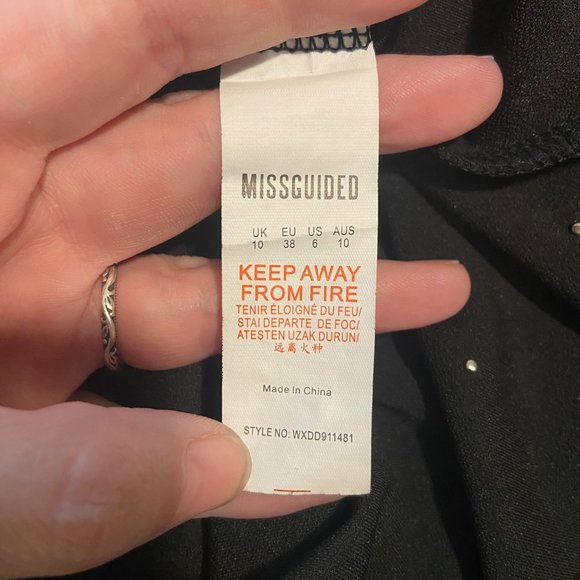 MISSGUIDED
UK EU US AUS
10 38 6 10
KEEP AWAY
FROM FIRE
TENIR ÉLOIGNÉ DU FEU/
STAI DEPARTE DE FOC/
ATEȘTEN UZAK DURUN/
远离火种
Made In China
STYLE NO: WXDD911481